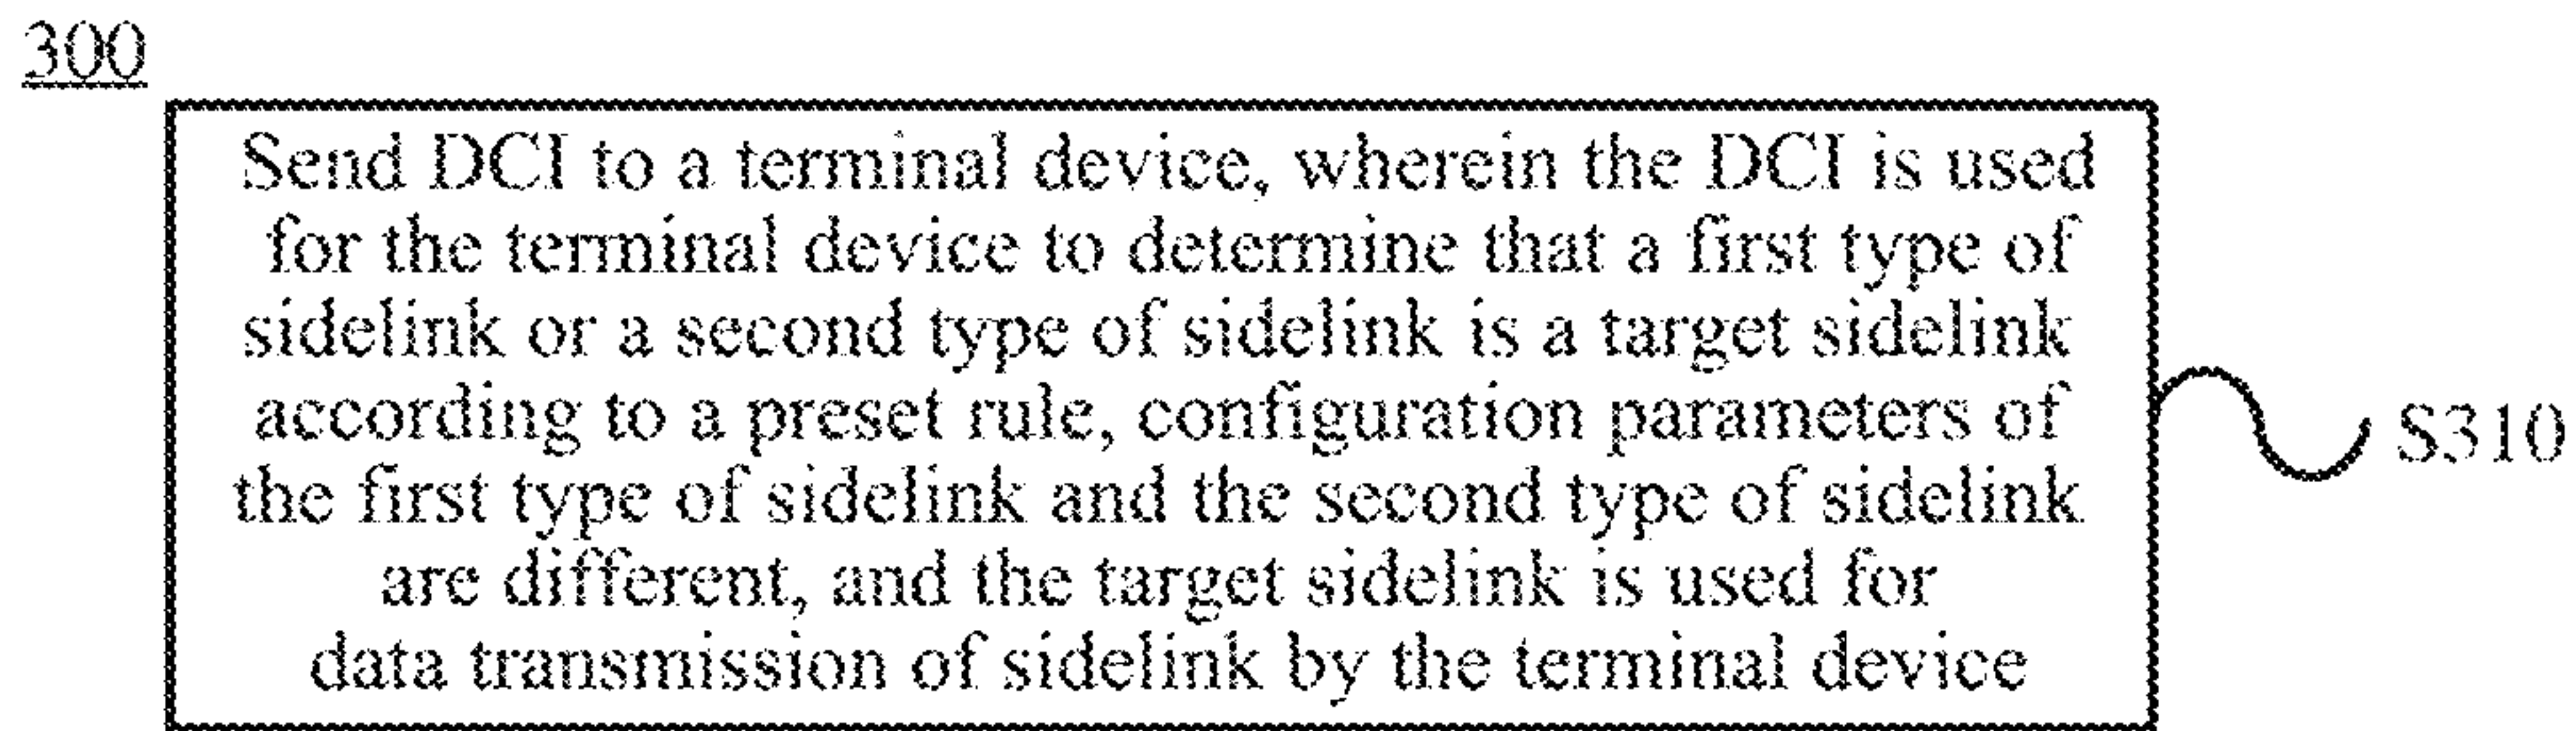 300
Send DCI to a terminal device, wherein the DCI is used
for the terminal device to determine that a first type of
sidelink or a second type of sidelink is a target sidelink
according to a preset rule, configuration parameters of
the first type of sidelink and the second type of sidelink
are different, and the target sidelink is used for
data transmission of sidelink by the terminal device
S310